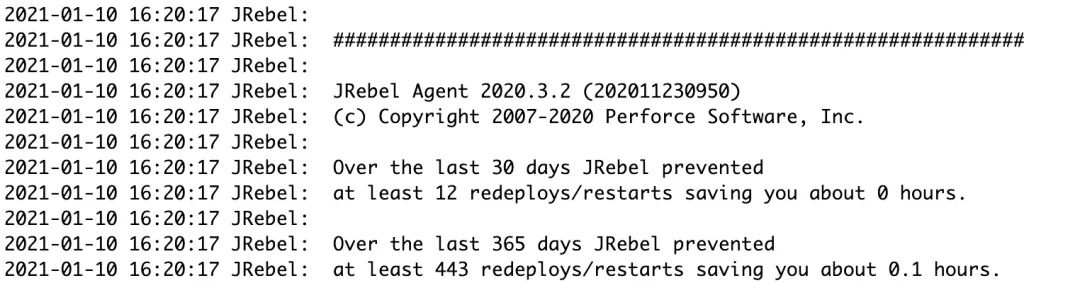 2021-01-10 16:20:17 JRebel:
2021-01-10 16:20:17 JRebel:  #############################################################
2021-01-10 16:20:17 JRebel:
2021-01-10 16:20:17 JRebel:  JRebel Agent 2020.3.2 (202011230950)
2021-01-10 16:20:17 JRebel:  (c) Copyright 2007-2020 Perforce Software, Inc.
2021-01-10 16:20:17 JRebel:
2021-01-10 16:20:17 JRebel:  Over the last 30 days JRebel prevented
2021-01-10 16:20:17 JRebel:  at least 12 redeploys/restarts saving you about 0 hours.
2021-01-10 16:20:17 JRebel:
2021-01-10 16:20:17 JRebel:  Over the last 365 days JRebel prevented
2021-01-10 16:20:17 JRebel:  at least 443 redeploys/restarts saving you about 0.1 hours.